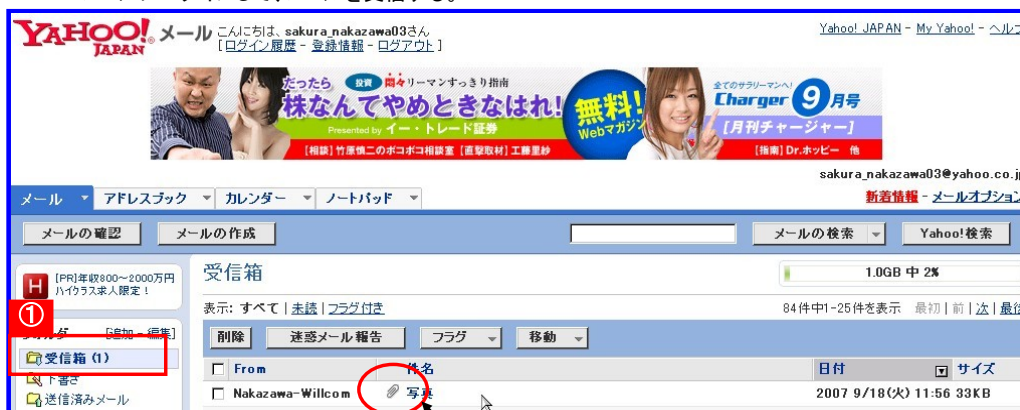 YAHOO! メール こんにちは、sakura_nakazawa03さん
JAPAN [ログイン履歴 - 登録情報 - ログアウト]
Yahoo! JAPAN - My Yahoo! - ヘル
だったら 投資 悶々リーマンすっきり指南
株なんてやめときなはれ!
Presented by イー・トレード証券
[相談]竹原慎二のボコボコ相談室 [直撃取材]工藤里紗
無料!
Webマガジン
全てのサラリーマンへ!
Charger 9月号
[月刊チャージャー]
[指南]Dr.ホッピー 他
sakura_nakazawa03@yahoo.co.j
メール アドレスブック カレンダー ノートパッド
新着情報 - メールオプション
メールの確認 メールの作成 メールの検索 Yahoo!検索
H [PR]年収800~2000万円
ハイクラス求人限定!
受信箱
1.0GB 中 2%
表示: すべて | 未読 | フラグ付き
84件中1-25件を表示 最初 | 前 | 次 | 最後
①
[追加 - 編集]
削除 迷惑メール報告 フラグ 移動
受信箱 (1)
From 件名 日付 サイズ
下書き
送信済みメール
Nakazawa-Willcom 写真 2007 9/18(火) 11:56 33KB